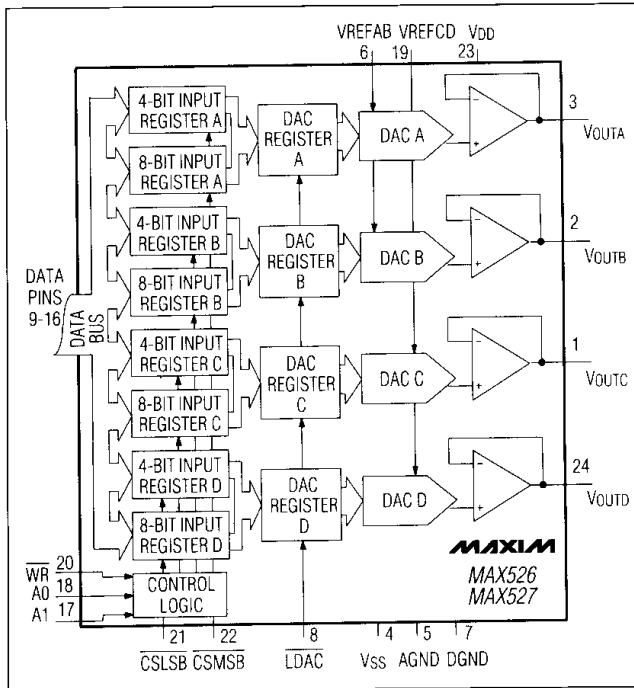 VREFAB VREFCD VDD
6 19 23
4-BIT INPUT
REGISTER A
8-BIT INPUT
REGISTER A
4-BIT INPUT
REGISTER B
8-BIT INPUT
REGISTER B
4-BIT INPUT
REGISTER C
8-BIT INPUT
REGISTER C
4-BIT INPUT
REGISTER D
8-BIT INPUT
REGISTER D
DATA
PINS
9-16
DATA
BUS
DAC
REGISTER
A
DAC
REGISTER
B
DAC
REGISTER
C
DAC
REGISTER
D
DAC A
DAC B
DAC C
DAC D
- +
- +
- +
- +
3 VOUTA
2 VOUTB
1 VOUTC
24 VOUTD
MAXIM
MAX526
MAX527
WR 20
A0 18
A1 17
CONTROL
LOGIC
21 22 8 4 5 7
CSLSB CSMSB LDAC VSS AGND DGND